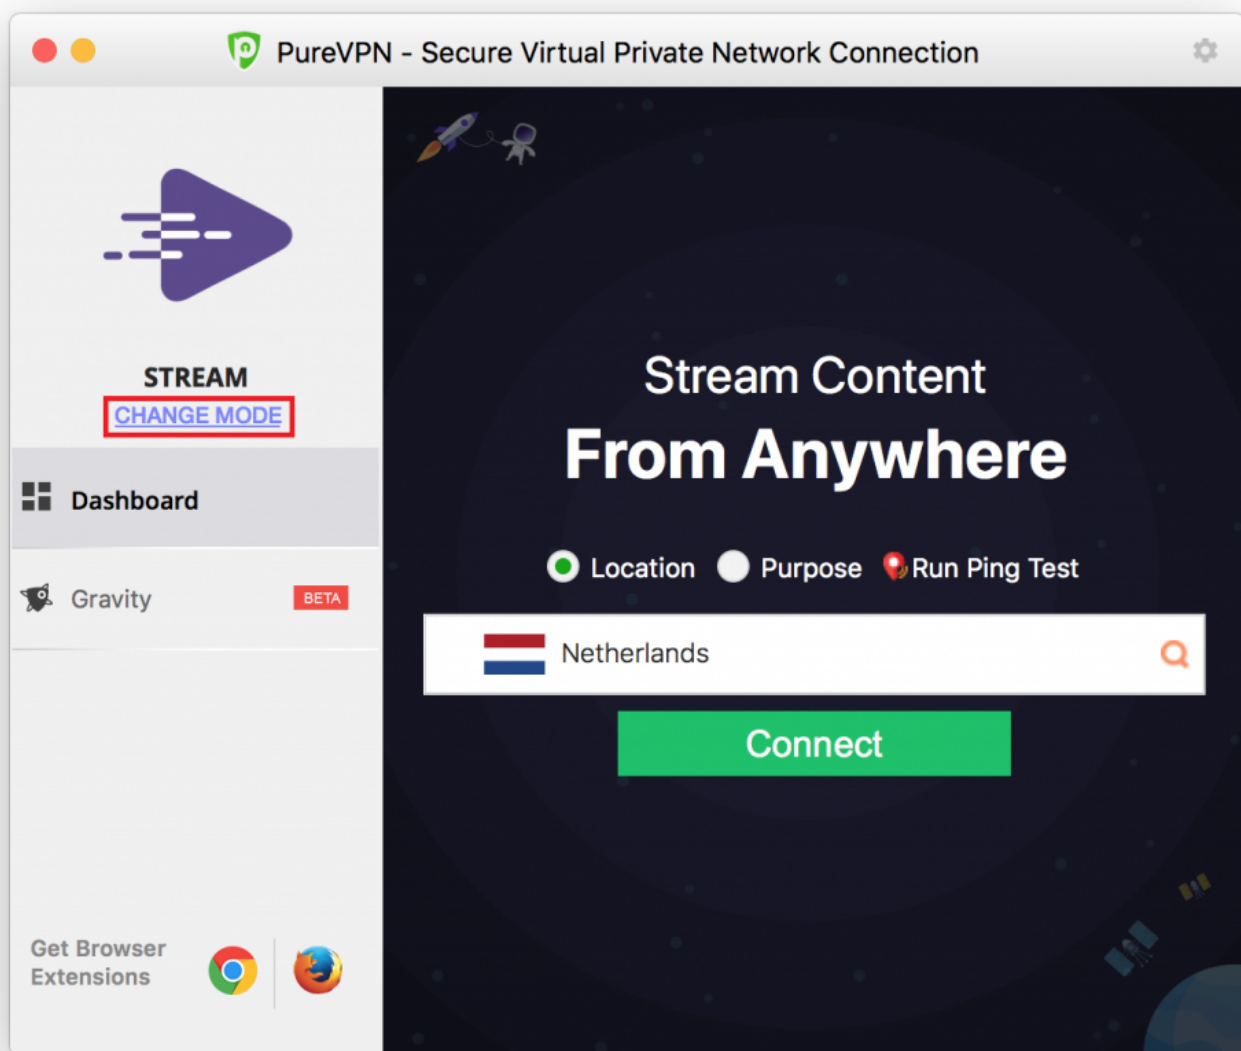 PureVPN - Secure Virtual Private Network Connection
STREAM
CHANGE MODE
Dashboard
Gravity BETA
Get Browser
Extensions
Stream Content
From Anywhere
Location Purpose Run Ping Test
Netherlands
Connect